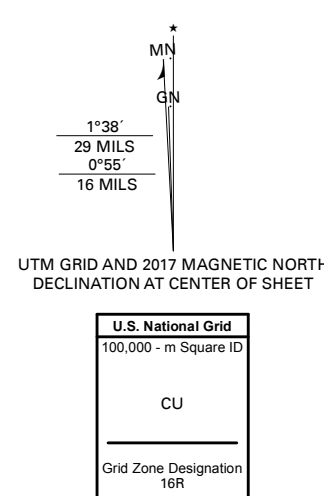 ★
MN
GN
1°38´
29 MILS
0°55´
16 MILS
UTM GRID AND 2017 MAGNETIC NORTH
DECLINATION AT CENTER OF SHEET
U.S. National Grid
100,000 - m Square ID
CU
Grid Zone Designation
16R